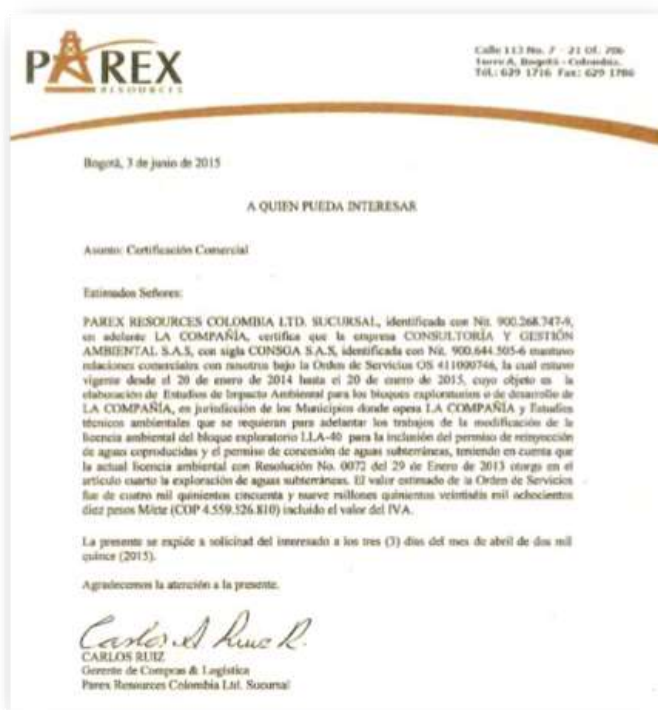 PAREX
RESOURCES
Calle 113 No. 7 - 21 Of. 706
Torre A, Bogotá - Colombia.
Tél.: 629 1716 Fax: 629 1786
Bogotá, 3 de junio de 2015
A QUIEN PUEDA INTERESAR
Asunto: Certificación Comercial
Estimados Señores:
PAREX RESOURCES COLOMBIA LTD. SUCURSAL, identificada con Nit. 900.268.747-9,
en adelante LA COMPAÑÍA, certifica que la empresa CONSULTORÍA Y GESTIÓN
AMBIENTAL S.A.S, con sigla CONSGA S.A.S, identificada con Nit. 900.644.505-6 mantuvo
relaciones comerciales con nosotros bajo la Orden de Servicios OS 411000746, la cual estuvo
vigente desde el 20 de enero de 2014 hasta el 20 de enero de 2015, cuyo objeto es la
elaboración de Estudios de Impacto Ambiental para los bloques exploratorios o de desarrollo de
LA COMPAÑÍA, en jurisdicción de los Municipios donde opera LA COMPAÑÍA y Estudios
técnicos ambientales que se requieran para adelantar los trabajos de la modificación de la
licencia ambiental del bloque exploratorio LLA-40 para la inclusión del permiso de reinyección
de aguas coproducidas y el permiso de concesión de aguas subterráneas, teniendo en cuenta que
la actual licencia ambiental con Resolución No. 0072 del 29 de Enero de 2013 otorga en el
artículo cuarto la exploración de aguas subterráneas. El valor estimado de la Orden de Servicios
fue de cuatro mil quinientos cincuenta y nueve millones quinientos veintiséis mil ochocientos
diez pesos M/cte (COP 4.559.526.810) incluido el valor del IVA.
La presente se expide a solicitud del interesado a los tres (3) días del mes de abril de dos mil
quince (2015).
Agradecemos la atención a la presente.
Carlos A Ruiz R.
CARLOS RUIZ
Gerente de Compras & Logística
Parex Resources Colombia Ltd. Sucursal